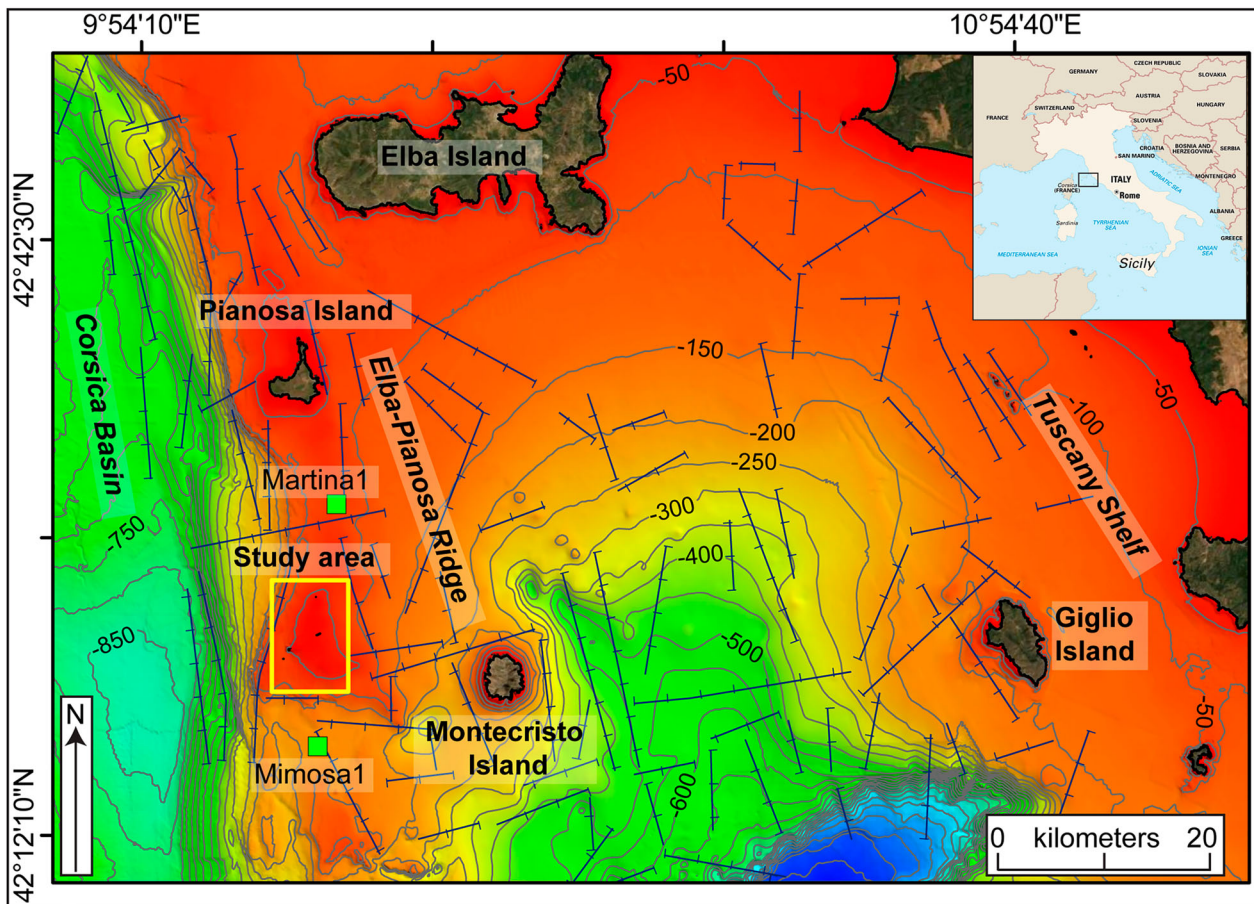 9°54'10"E
10°54'40"E
42°42'30"N
42°12'10"N
-50
Elba Island
Pianosa Island
Corsica Basin
Elba-Pianosa Ridge
-150
-200
-250
-300
-400
-500
-600
-100
-50
Tuscany Shelf
Martina1
-750
Study area
-850
Giglio
Island
Montecristo
Island
Mimosa1
-50
N
0 kilometers 20
CZECH REPUBLIC
GERMANY
SLOVAKIA
AUSTRIA
HUNGARY
SWITZERLAND
FRANCE
SLOVENIA
CROATIA
BOSNIA AND
HERZEGOVINA
SERBIA
SAN MARINO
MONTENEGRO
ITALY
ADRIATIC SEA
Corsica
(FRANCE)
Rome
ALBANIA
Sardinia
TYRRHENIAN
SEA
GREECE
MEDITERRANEAN SEA
IONIAN
SEA
Sicily